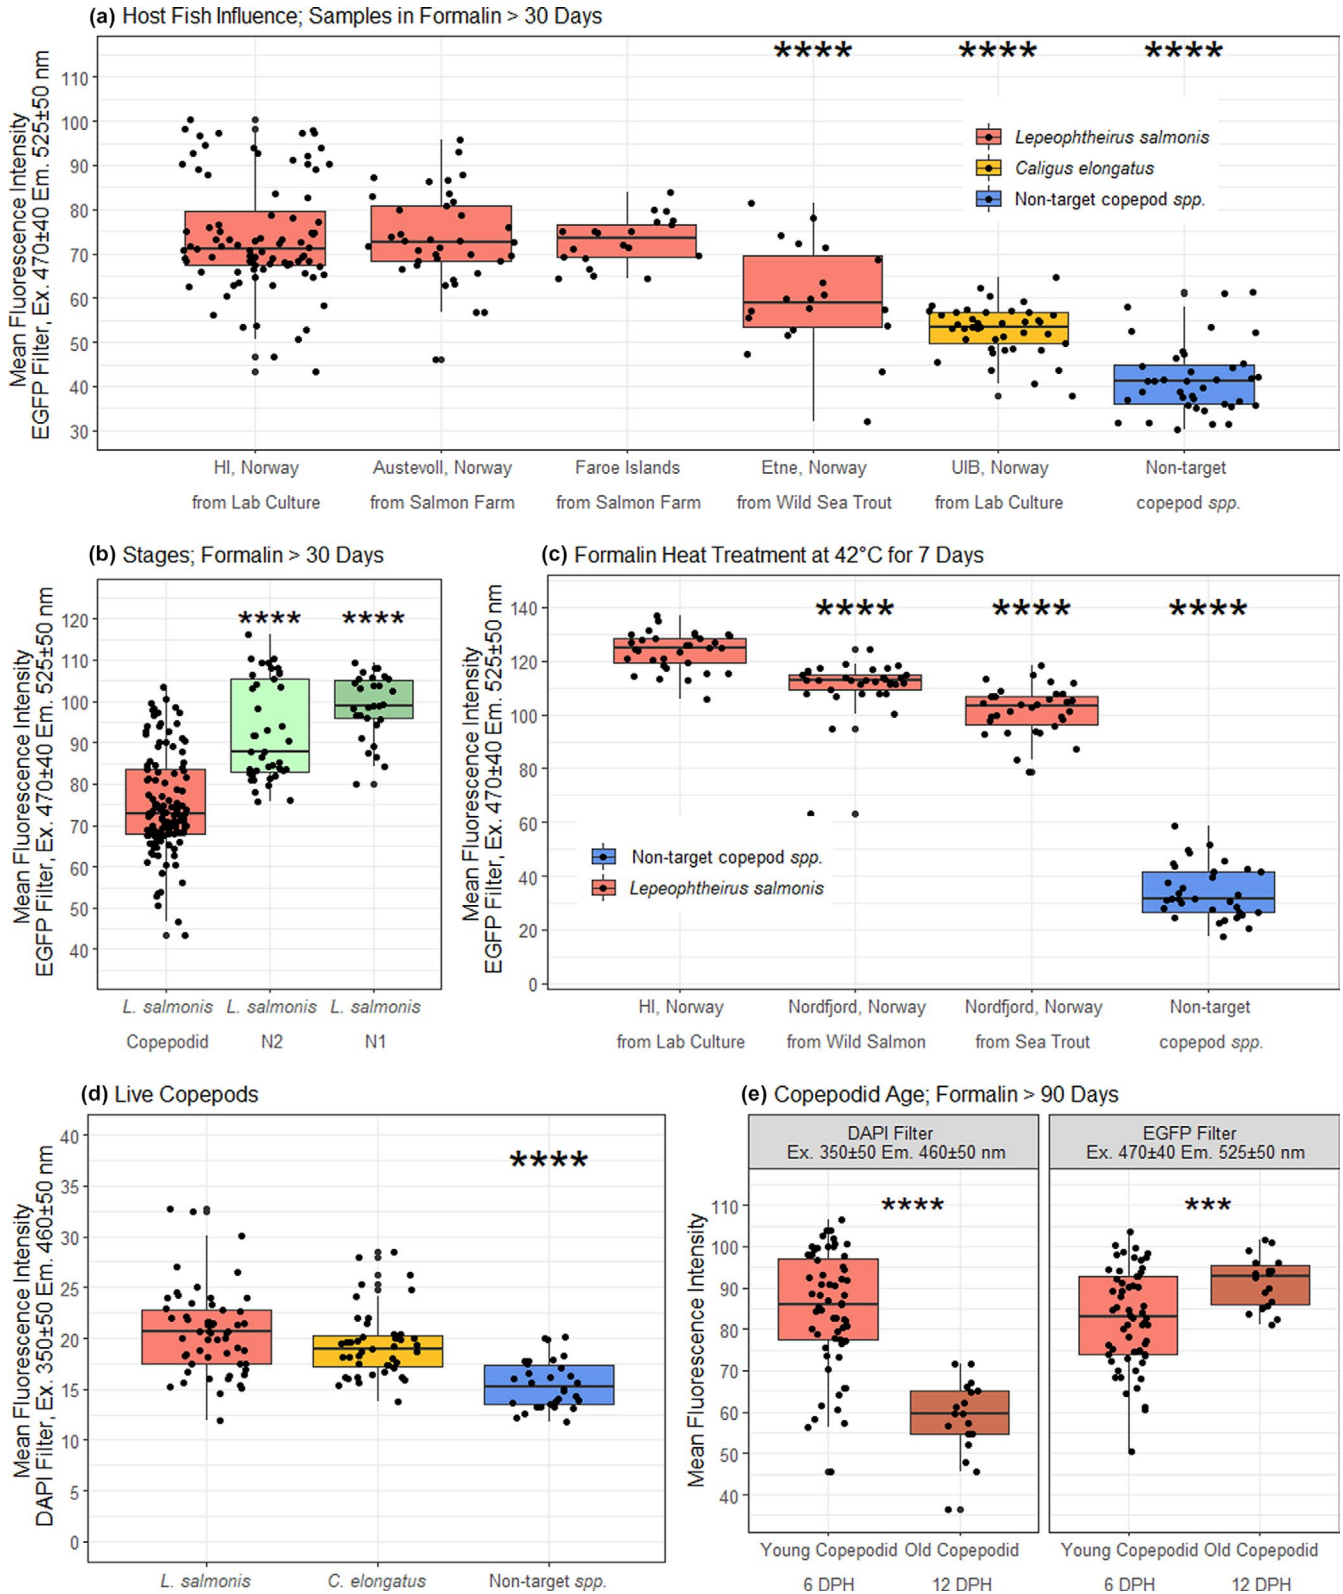 (a) Host Fish Influence; Samples in Formalin > 30 Days
Mean Fluorescence Intensity
EGFP Filter, Ex. 470±40 Em. 525±50 nm
110
100
90
80
70
60
50
40
30
**** **** ****
Lepeophtheirus salmonis
Caligus elongatus
Non-target copepod spp.
HI, Norway Austevoll, Norway Faroe Islands Etne, Norway UIB, Norway Non-target
from Lab Culture from Salmon Farm from Salmon Farm from Wild Sea Trout from Lab Culture copepod spp.
(b) Stages; Formalin > 30 Days
Mean Fluorescence Intensity
EGFP Filter, Ex. 470±40 Em. 525±50 nm
120
110
100
90
80
70
60
50
40
**** ****
L. salmonis L. salmonis L. salmonis
Copepodid N2 N1
(c) Formalin Heat Treatment at 42°C for 7 Days
Mean Fluorescence Intensity
EGFP Filter, Ex. 470±40 Em. 525±50 nm
140
120
100
80
60
40
20
0
**** **** ****
Non-target copepod spp.
Lepeophtheirus salmonis
HI, Norway Nordfjord, Norway Nordfjord, Norway Non-target
from Lab Culture from Wild Salmon from Sea Trout copepod spp.
(d) Live Copepods
Mean Fluorescence Intensity
DAPI Filter, Ex. 350±50 Em. 460±50 nm
40
35
30
25
20
15
10
5
0
****
L. salmonis C. elongatus Non-target spp.
(e) Copepodid Age; Formalin > 90 Days
DAPI Filter
Ex. 350±50 Em. 460±50 nm
EGFP Filter
Ex. 470±40 Em. 525±50 nm
Mean Fluorescence Intensity
110
100
90
80
70
60
50
40
**** ***
Young Copepodid Old Copepodid Young Copepodid Old Copepodid
6 DPH 12 DPH 6 DPH 12 DPH